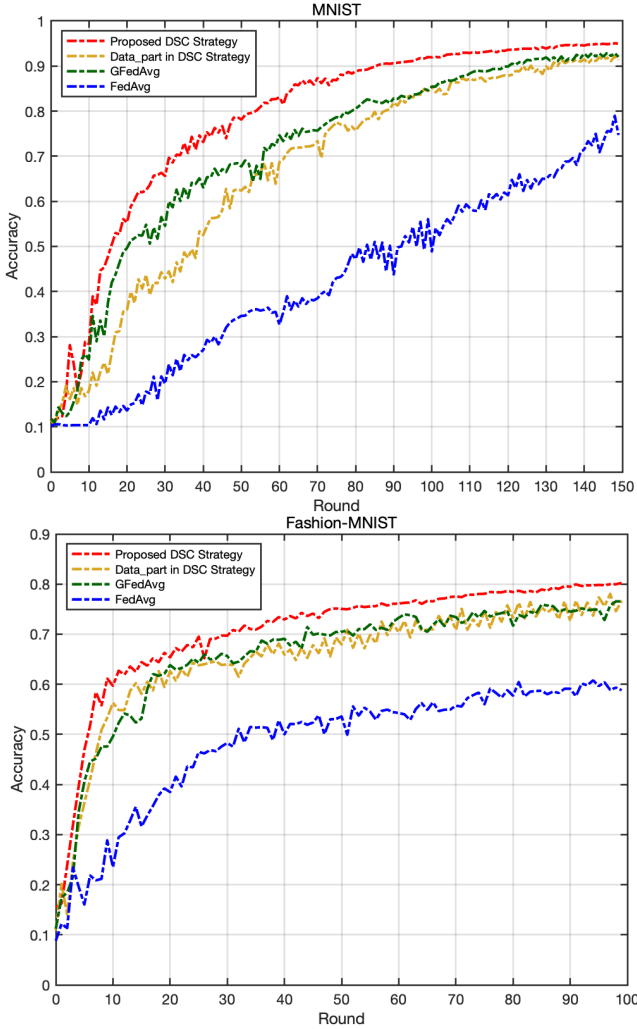 MNIST
Proposed DSC Strategy
Data_part in DSC Strategy
GFedAvg
FedAvg
Accuracy
1
0.9
0.8
0.7
0.6
0.5
0.4
0.3
0.2
0.1
0
0 10 20 30 40 50 60 70 80 90 100 110 120 130 140 150
Round
Fashion-MNIST
Proposed DSC Strategy
Data_part in DSC Strategy
GFedAvg
FedAvg
Accuracy
0.9
0.8
0.7
0.6
0.5
0.4
0.3
0.2
0.1
0
0 10 20 30 40 50 60 70 80 90 100
Round